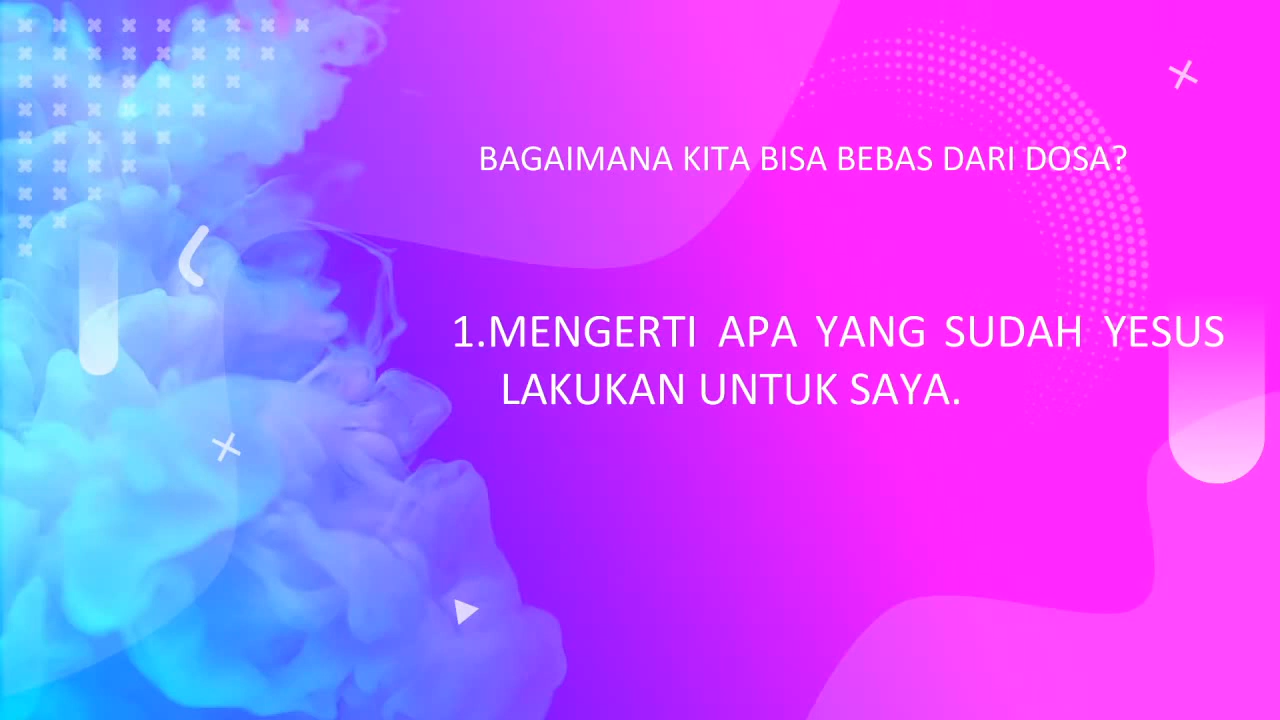 BAGAIMANA KITA BISA BEBAS DARI DOSA?
1.MENGERTI APA YANG SUDAH YESUS
LAKUKAN UNTUK SAYA.